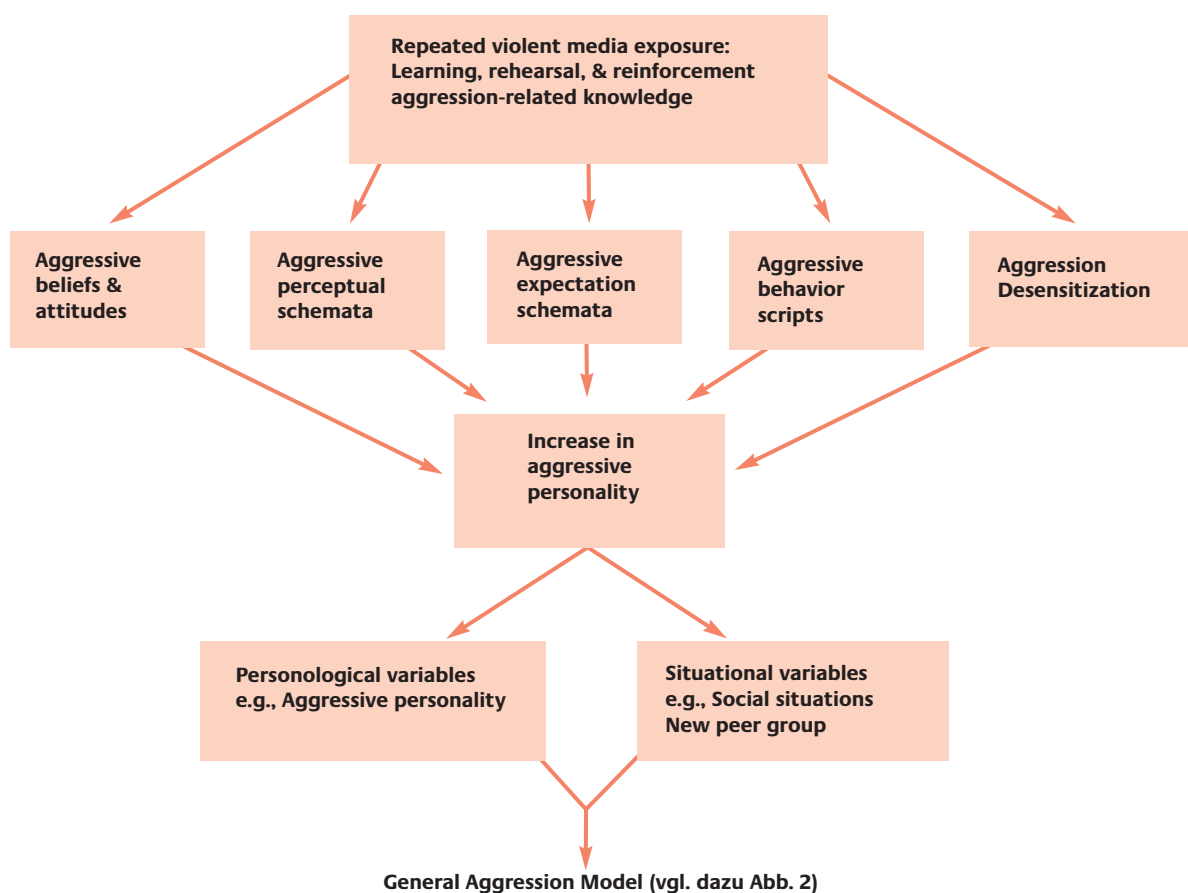 Repeated violent media exposure:
Learning, rehearsal, & reinforcement
aggression-related knowledge
Aggressive
beliefs &
attitudes
Aggressive
perceptual
schemata
Aggressive
expectation
schemata
Aggressive
behavior
scripts
Aggression
Desensitization
Increase in
aggressive
personality
Personological variables
e.g., Aggressive personality
Situational variables
e.g., Social situations
New peer group
General Aggression Model (vgl. dazu Abb. 2)